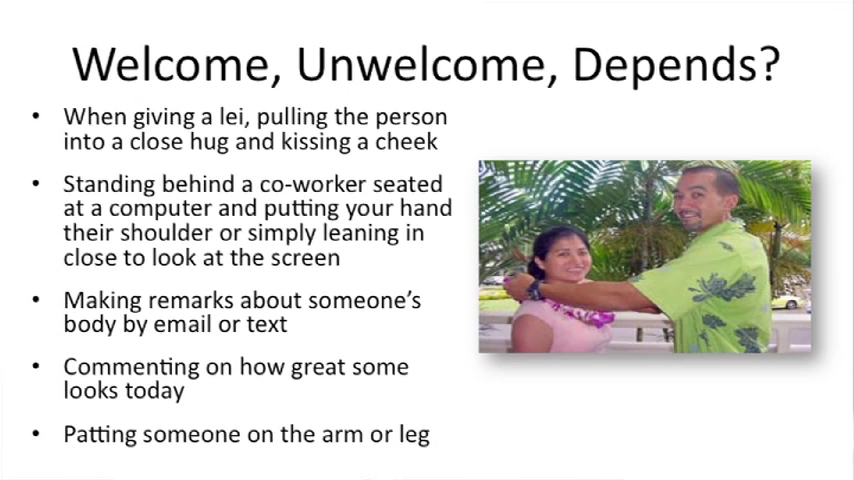 Welcome, Unwelcome, Depends?
• When giving a lei, pulling the person
into a close hug and kissing a cheek
• Standing behind a co-worker seated
at a computer and putting your hand
their shoulder or simply leaning in
close to look at the screen
• Making remarks about someone's
body by email or text
• Commenting on how great some
looks today
• Patting someone on the arm or leg